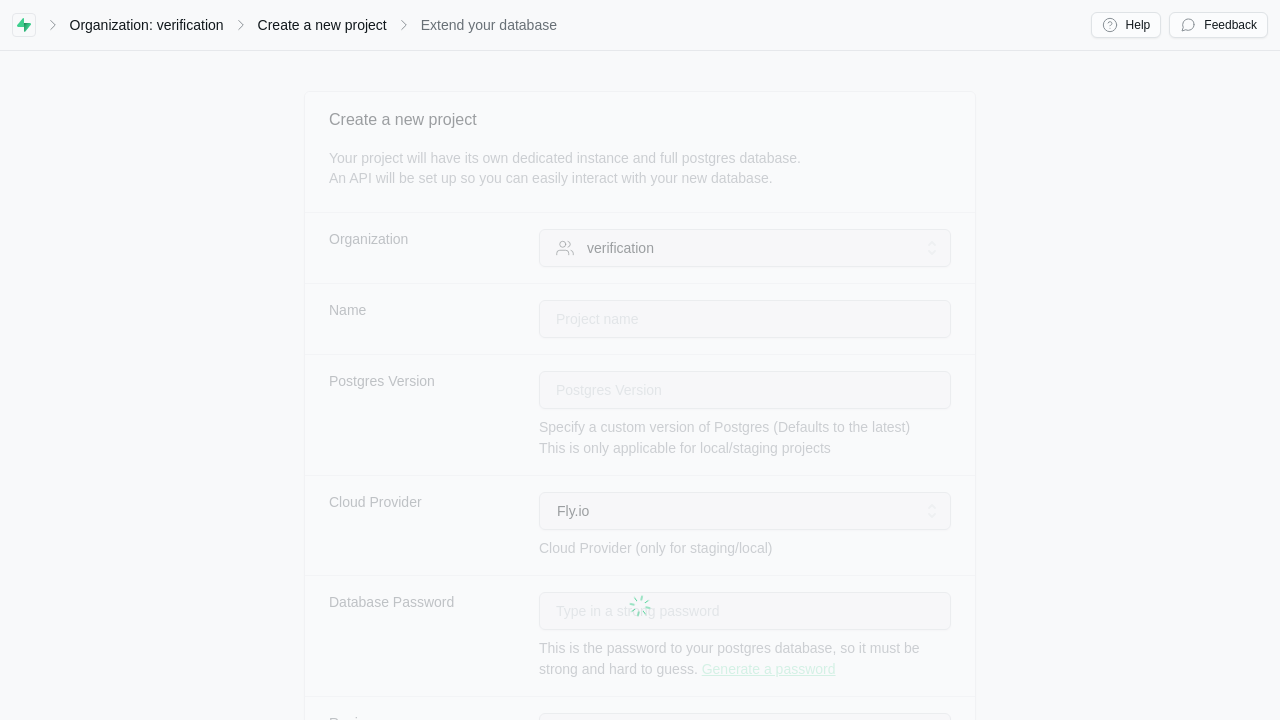 Organization: verification
Create a new project
Extend your database
Help
Feedback
Create a new project
Your project will have its own dedicated instance and full postgres database.
An API will be set up so you can easily interact with your new database.
Organization
verification
Name
Project name
Postgres Version
Postgres Version
Specify a custom version of Postgres (Defaults to the latest)
This is only applicable for local/staging projects
Cloud Provider
Fly.io
Cloud Provider (only for staging/local)
Database Password
Type in a strong password
This is the password to your postgres database, so it must be
strong and hard to guess. Generate a password